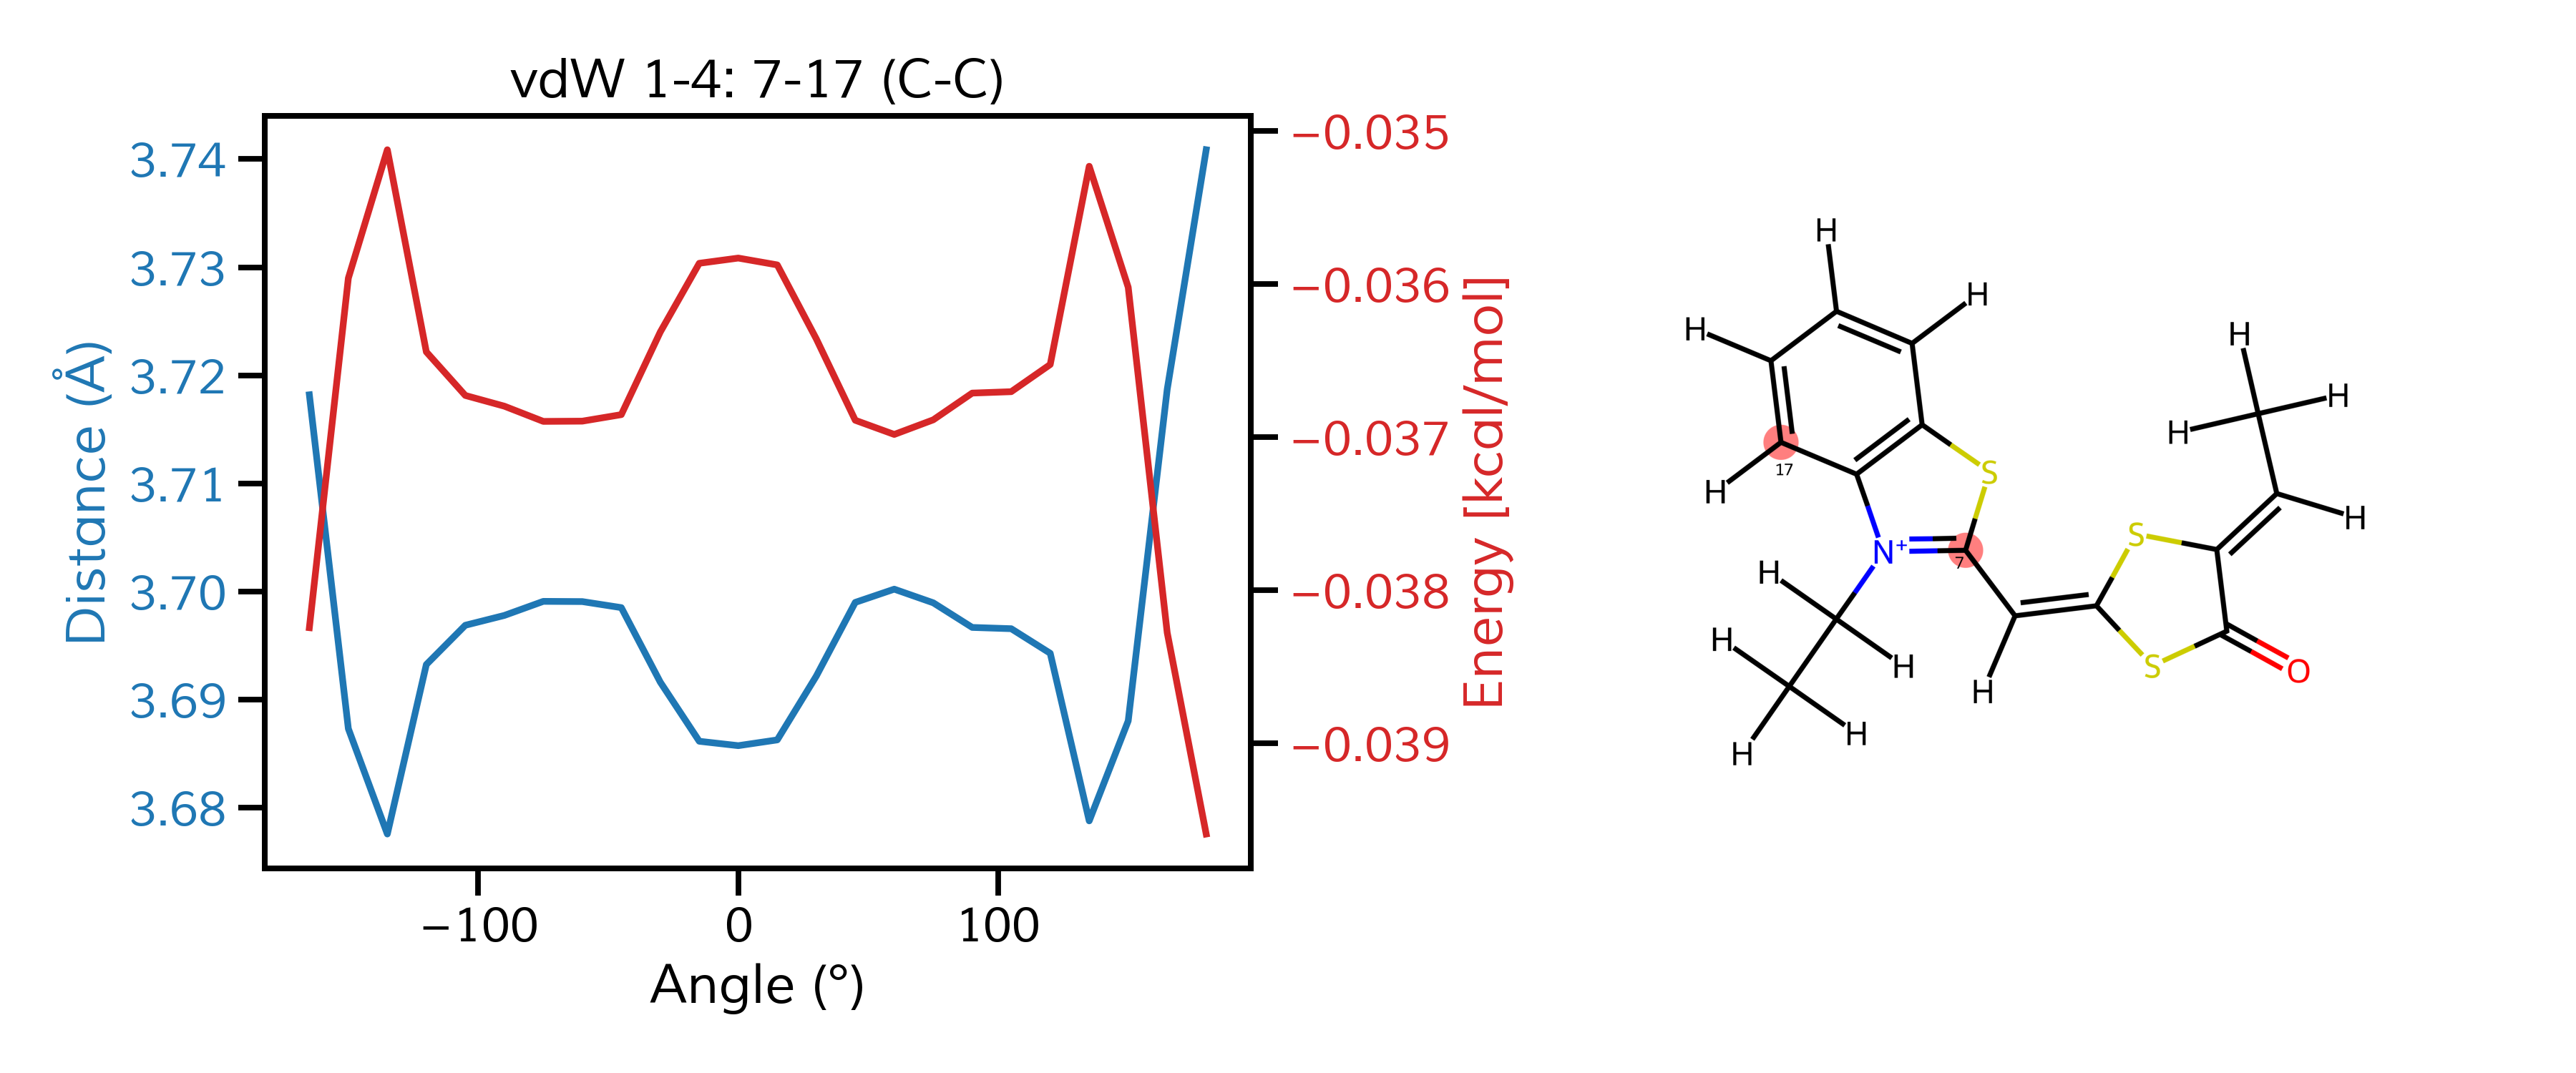 vdW 1-4: 7-17 (C-C)
Distance (Å)
3.74
3.73
3.72
3.71
3.70
3.69
3.68
−0.035
−0.036
−0.037
−0.038
−0.039
Energy [kcal/mol]
−100
0
100
Angle (°)
H
H
H
H
H
H
17
H
S
S
H
N+
7
H
H
H
H
S
O
H
H
H